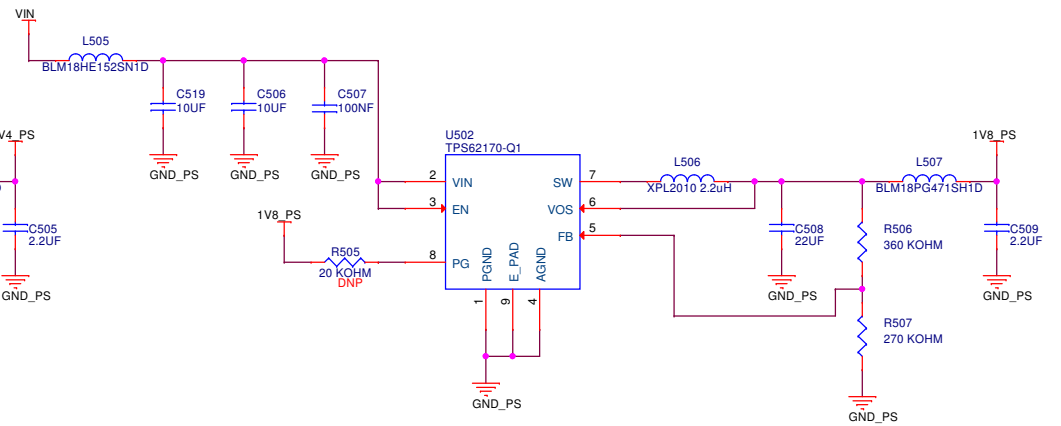 VIN
L505
BLM18HE152SN1D
C519
10UF
C506
10UF
C507
100NF
GND_PS
GND_PS
GND_PS
V4_PS
C505
2.2UF
GND_PS
U502
TPS62170-Q1
2
VIN
3
EN
8
PG
SW
7
VOS
6
FB
5
PGND
E_PAD
AGND
1
9
4
GND_PS
1V8_PS
R505
20 KOHM
DNP
L506
XPL2010 2.2uH
L507
BLM18PG471SH1D
1V8_PS
C508
22UF
GND_PS
R506
360 KOHM
R507
270 KOHM
GND_PS
C509
2.2UF
GND_PS